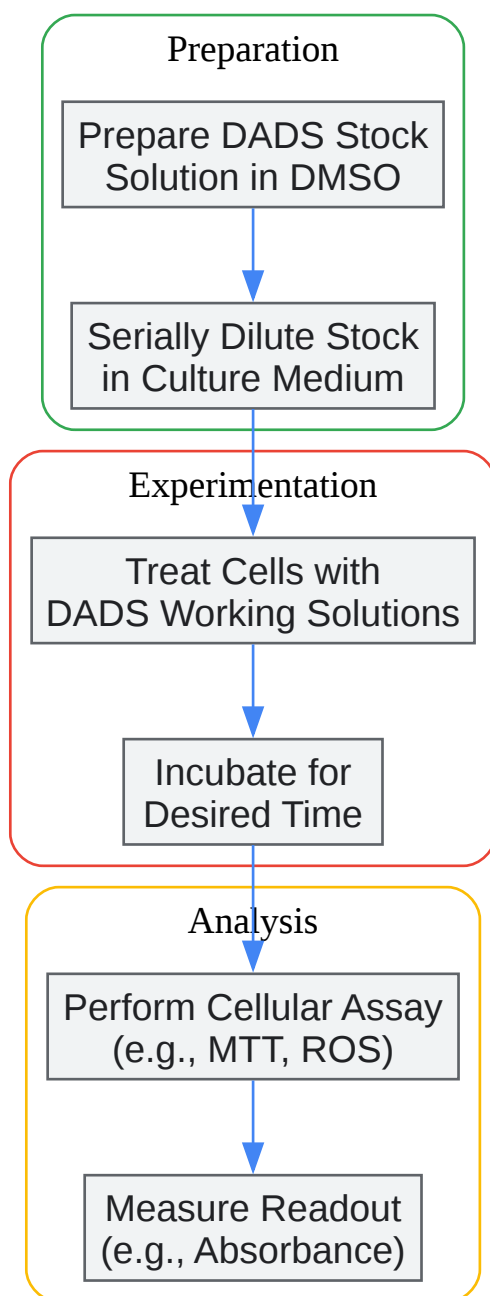 Preparation
Prepare DADS Stock
Solution in DMSO
Serially Dilute Stock
in Culture Medium
Experimentation
Treat Cells with
DADS Working Solutions
Incubate for
Desired Time
Analysis
Perform Cellular Assay
(e.g., MTT, ROS)
Measure Readout
(e.g., Absorbance)